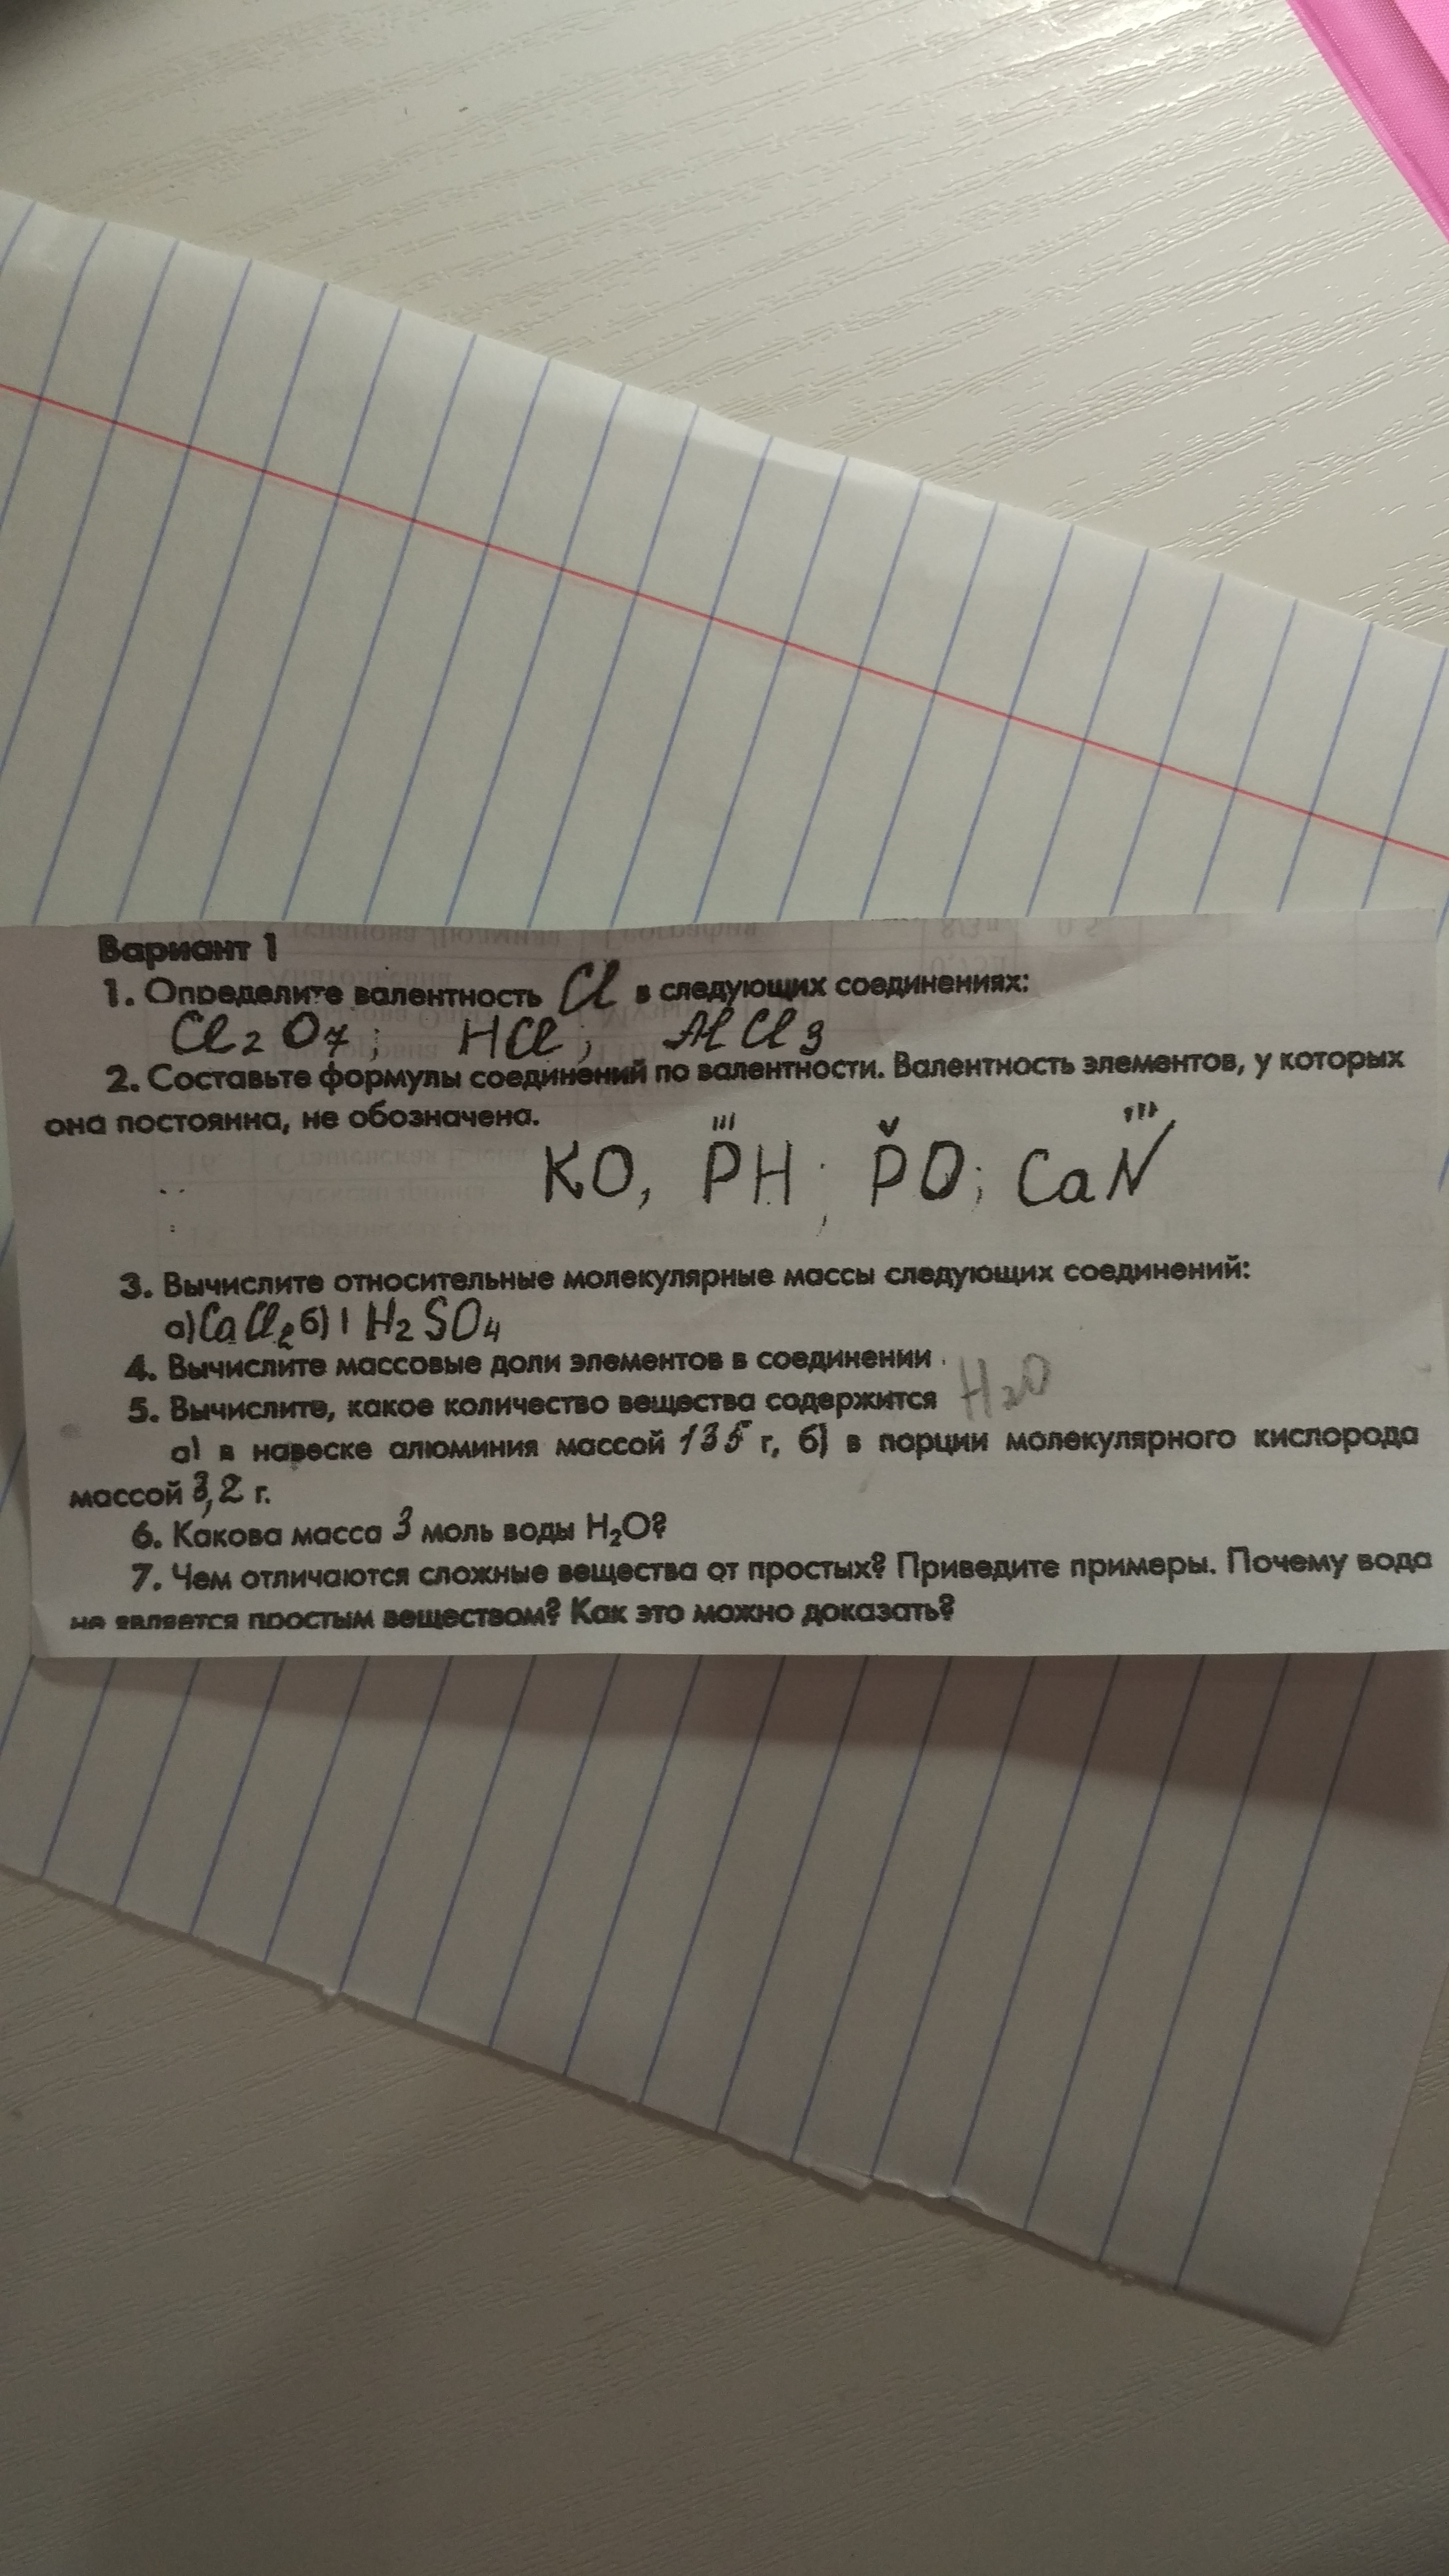 Вариант 1
1. Определите валентность Cl в следующих соединениях:
Cl₂O₇; HCl; AlCl₃
2. Составьте формулы соединений по валентности. Валентность элементов, у которых
она постоянна, не обозначена.
III V III
KO, PH; PO; CaN
3. Вычислите относительные молекулярные массы следующих соединений:
а) CaCl₂ б) H₂SO₄
4. Вычислите массовые доли элементов в соединении H₂O
5. Вычислите, какое количество вещества содержится
а) в навеске алюминия массой 135 г, б) в порции молекулярного кислорода
массой 3,2 г.
6. Какова масса 3 моль воды H₂O?
7. Чем отличаются сложные вещества от простых? Приведите примеры. Почему вода
не является простым веществом? Как это можно доказать?